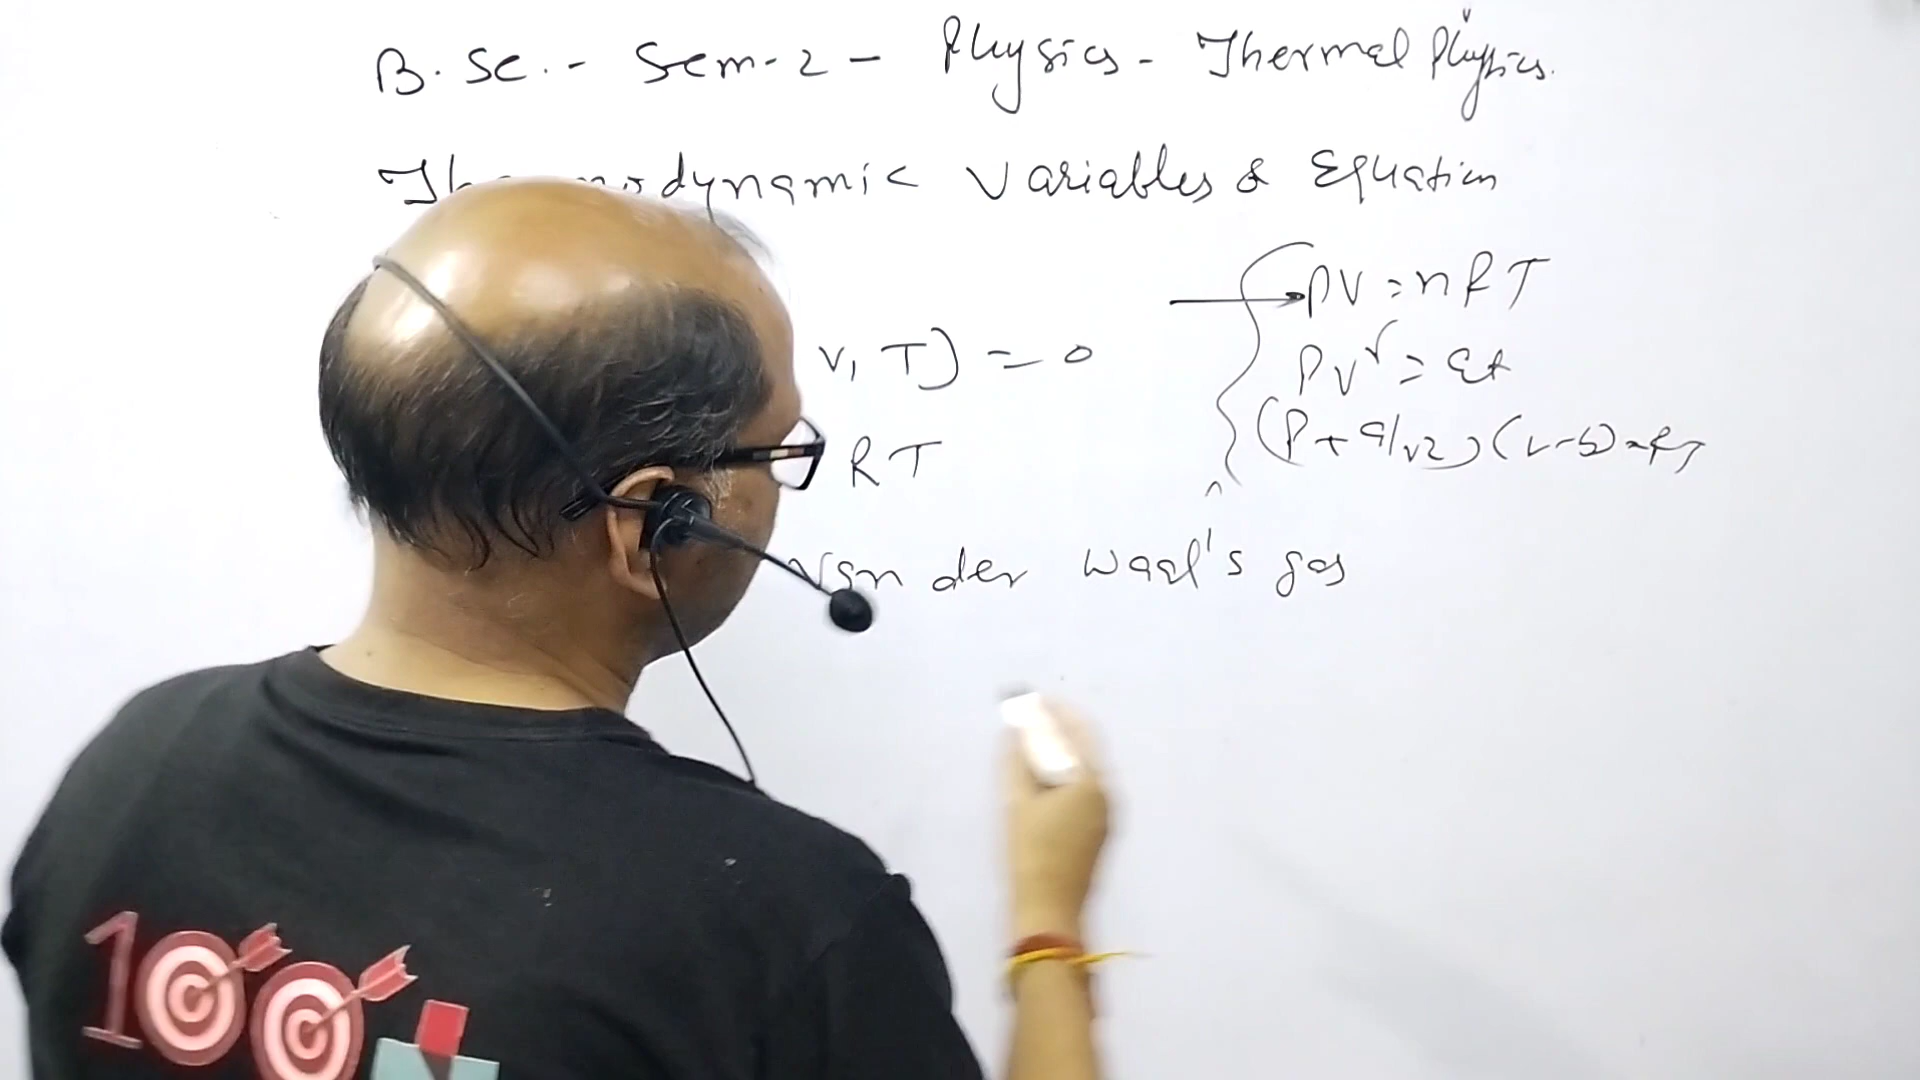 B.Sc. - Sem-2 - Physics - Thermal Physics.
Thermodynamic Variables & Equation
PV = nRT
V, T) = 0
PV^γ = Ct
(P + a/v2) (v-b) = RT
RT
Van der Waal's gas
100